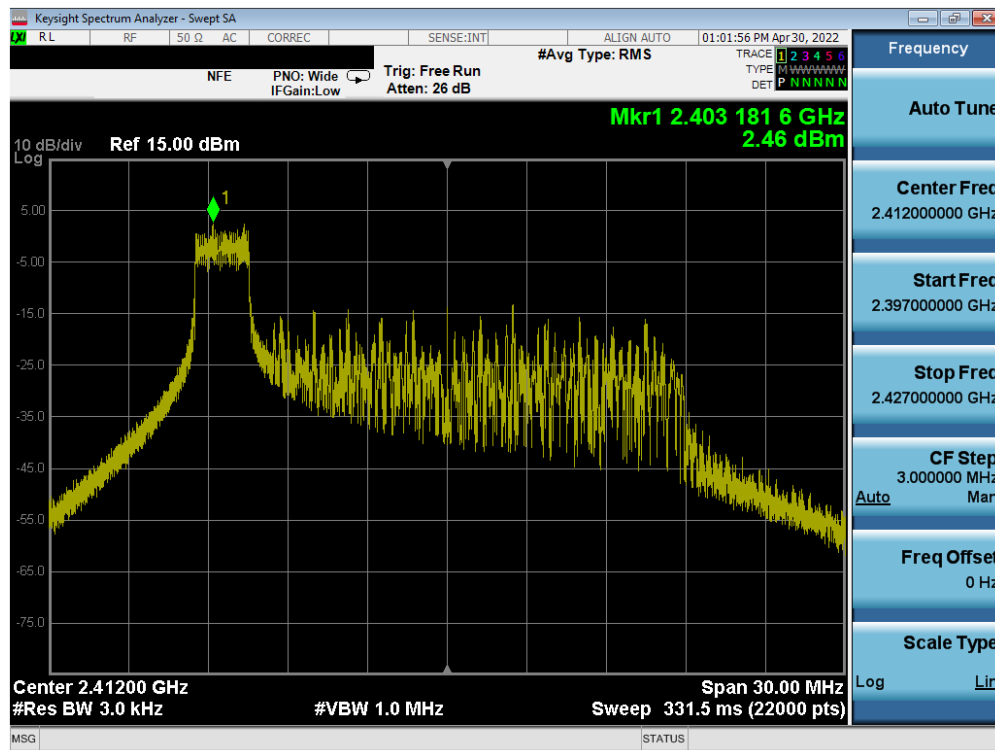 Keysight Spectrum Analyzer - Swept SA
LXI RL RF 50 Ω AC CORREC SENSE:INT ALIGN AUTO 01:01:56 PM Apr 30, 2022
Frequency
#Avg Type: RMS TRACE 1 2 3 4 5 6
NFE PNO: Wide Trig: Free Run TYPE M WWWWW
IFGain:Low Atten: 26 dB DET P N N N N N
Auto Tune
Mkr1 2.403 181 6 GHz
10 dB/div Ref 15.00 dBm 2.46 dBm
Log
1
5.00
-5.00
-15.0
-25.0
-35.0
-45.0
-55.0
-65.0
-75.0
Center 2.41200 GHz Span 30.00 MHz
#Res BW 3.0 kHz #VBW 1.0 MHz Sweep 331.5 ms (22000 pts)
Center Freq
2.412000000 GHz
Start Freq
2.397000000 GHz
Stop Freq
2.427000000 GHz
CF Step
3.000000 MHz
Auto Man
Freq Offset
0 Hz
Scale Type
Log Lin
MSG STATUS